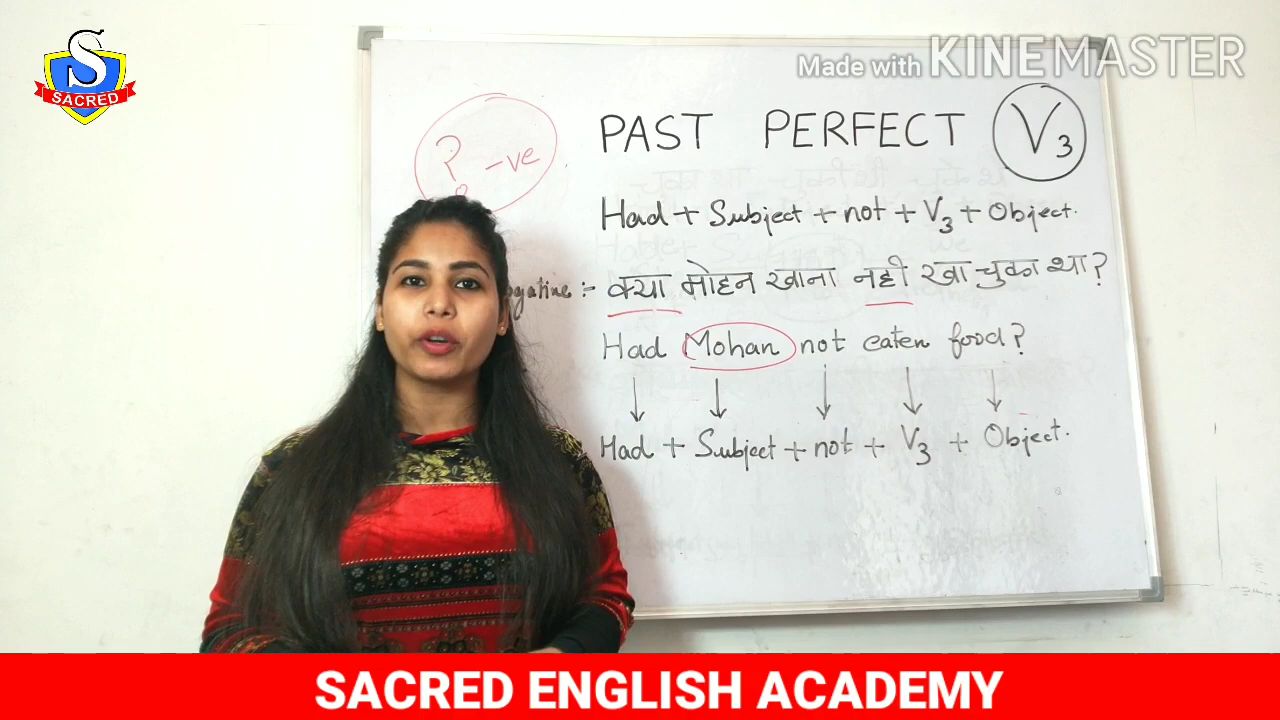 S
SACRED
Made with KINEMASTER
? -ve
PAST PERFECT V3
Had + Subject + not + V3 + Object.
:- क्या मोहन खाना नही खा चुका था?
Had Mohan not eaten food?
Had + Subject + not + V3 + Object.
SACRED ENGLISH ACADEMY